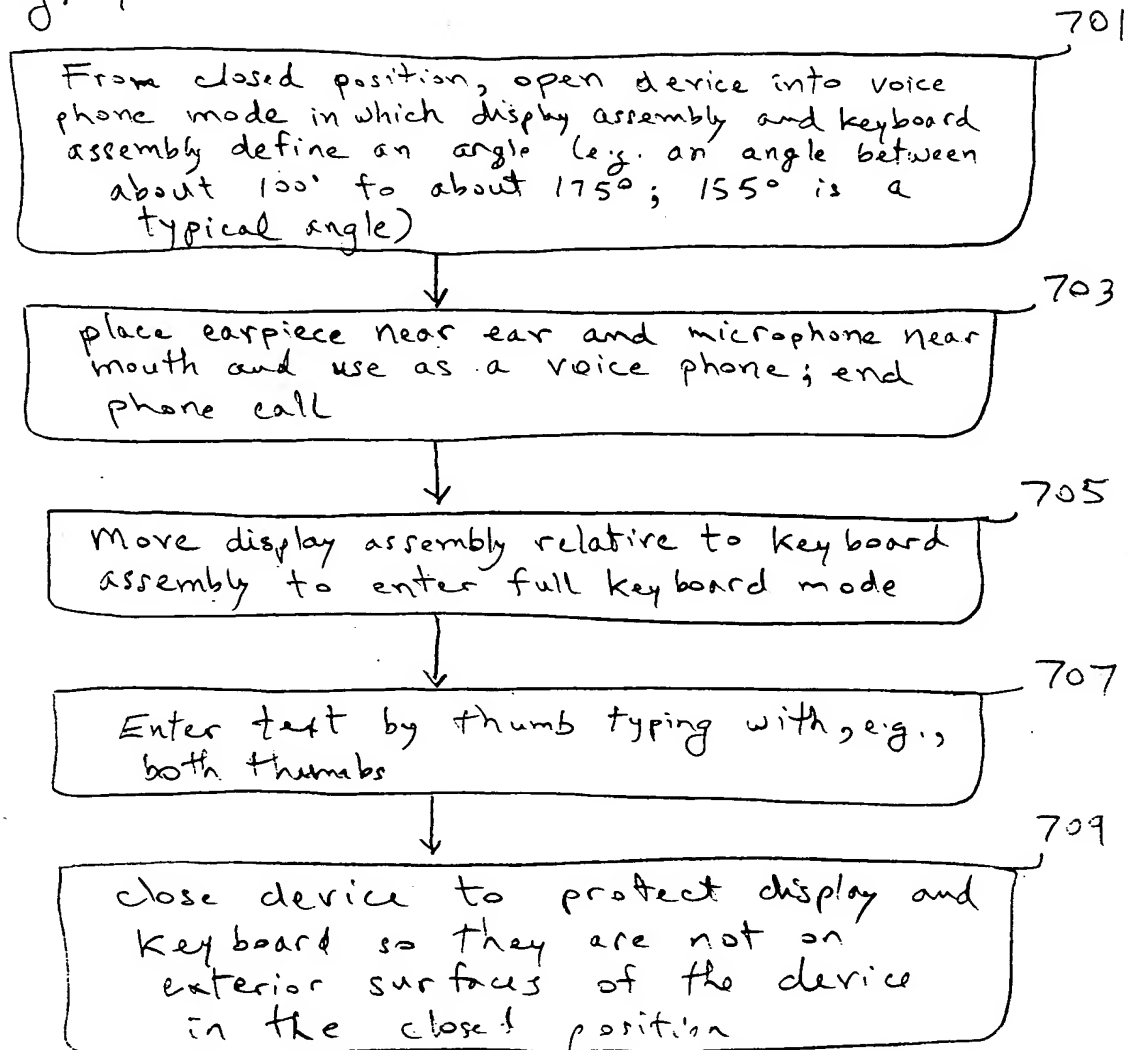 701
From closed position, open device into voice
phone mode in which display assembly and keyboard
assembly define an angle (e.g. an angle between
about 100° to about 175°; 155° is a
typical angle)
703
place earpiece near ear and microphone near
mouth and use as a voice phone; end
phone call
705
Move display assembly relative to keyboard
assembly to enter full keyboard mode
707
Enter text by thumb typing with, e.g.,
both thumbs
709
close device to protect display and
keyboard so they are not on
exterior surfaces of the device
in the closed position